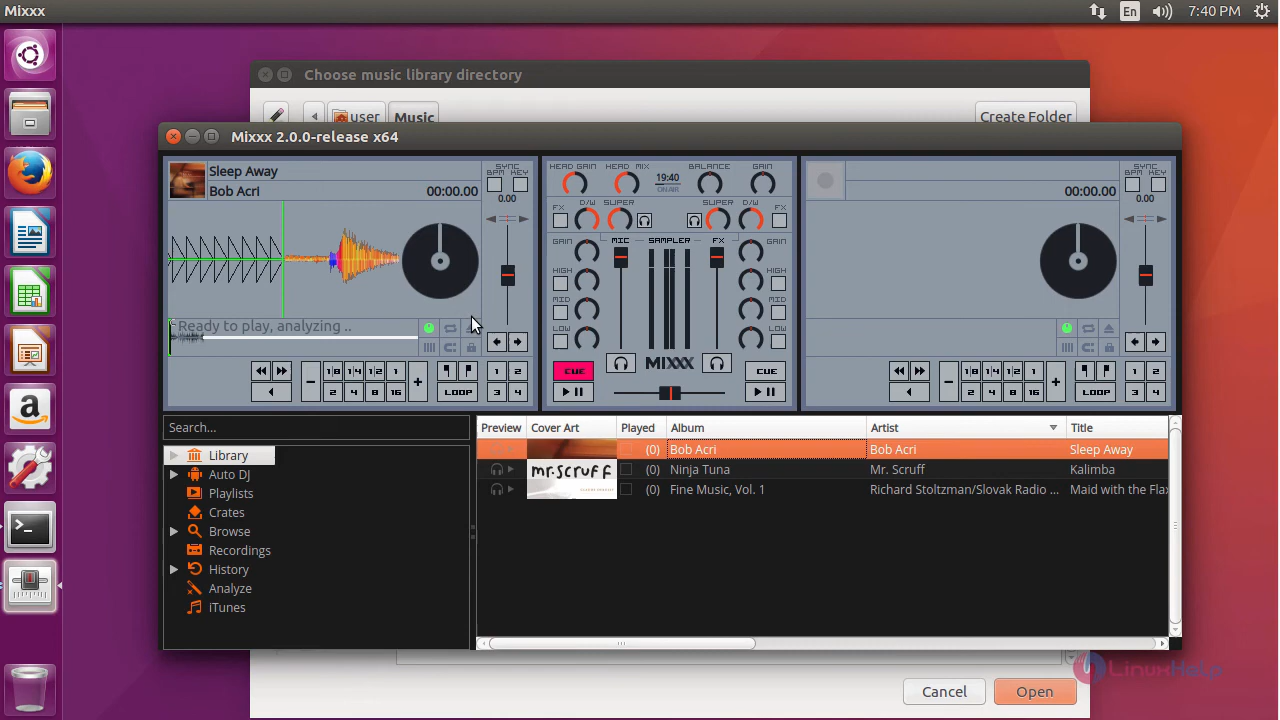 Mixxx
En
7:40 PM
Choose music library directory
user
Music
Create Folder
Mixxx 2.0.0-release x64
Sleep Away
Bob Acri
00:00.00
SYNC
BPM KEY
0.00
HEAD GAIN
HEAD MIX
19:40
ON AIR
BALANCE
GAIN
00:00.00
SYNC
BPM KEY
0.00
FX
D/W
SUPER
SUPER
D/W
FX
GAIN
MIC
SAMPLER
FX
GAIN
HIGH
HIGH
MID
MID
LOW
LOW
Ready to play, analyzing ..
MIXXX
CUE
CUE
1|8 1|4 1|2 1
2 4 8 16
LOOP
1 2
3 4
1|8 1|4 1|2 1
2 4 8 16
LOOP
1 2
3 4
Search...
Library
Auto DJ
Playlists
Crates
Browse
Recordings
History
Analyze
iTunes
Preview Cover Art Played Album Artist Title
(0) Bob Acri Bob Acri Sleep Away
mr.scruff (0) Ninja Tuna Mr. Scruff Kalimba
(0) Fine Music, Vol. 1 Richard Stoltzman/Slovak Radio ... Maid with the Flax
Cancel
Open
LinuxHelp